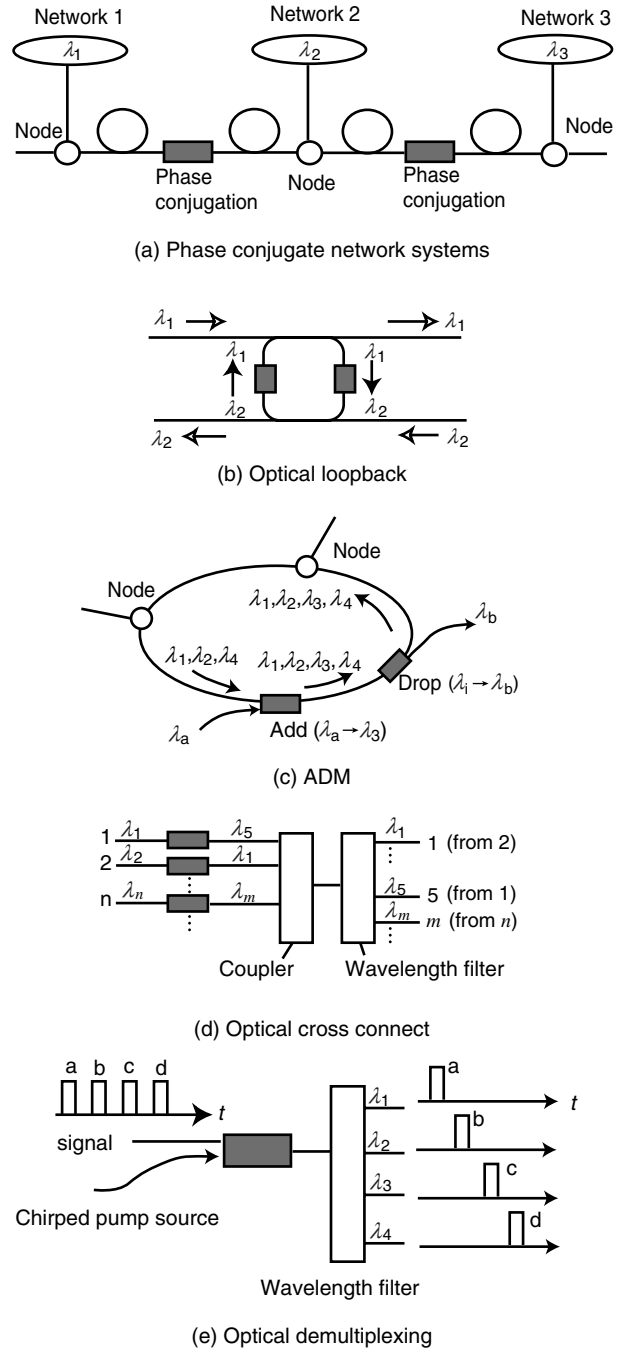 Network 1
Network 2
Network 3
λ1
λ2
λ3
Node
Node
Node
Phase
conjugation
Phase
conjugation
(a) Phase conjugate network systems
λ1
λ1
λ1
λ1
λ2
λ2
λ2
λ2
(b) Optical loopback
Node
Node
λ1,λ2,λ3,λ4
λb
λ1,λ2,λ4
λ1,λ2,λ3,λ4
Drop (λi→λb)
λa
Add (λa→λ3)
(c) ADM
1 λ1 λ5 λ1 1 (from 2)
2 λ2 λ1
n λn λm λ5 5 (from 1)
λm m (from n)
Coupler
Wavelength filter
(d) Optical cross connect
a b c d
t
signal
Chirped pump source
λ1
a
t
λ2
b
λ3
c
λ4
d
Wavelength filter
(e) Optical demultiplexing